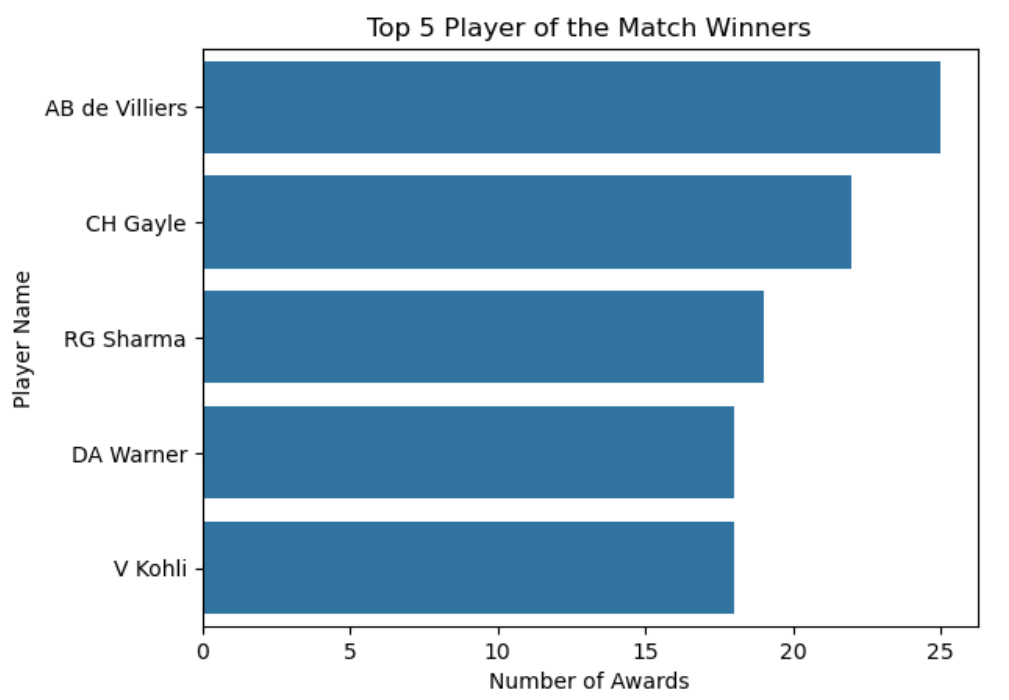 Top 5 Player of the Match Winners
Player Name
AB de Villiers
CH Gayle
RG Sharma
DA Warner
V Kohli
0 5 10 15 20 25
Number of Awards